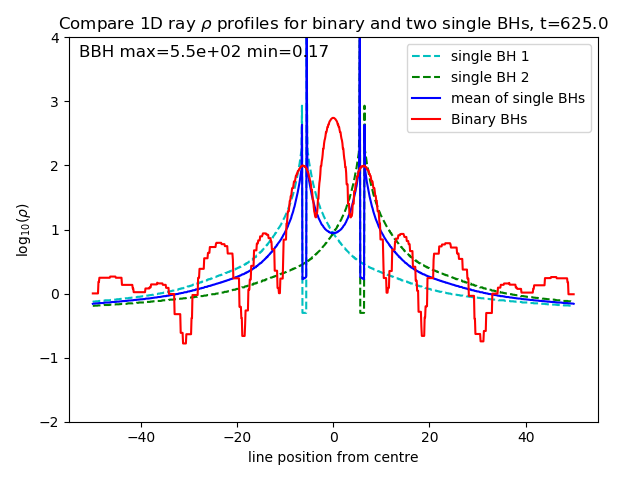 Compare 1D ray ρ profiles for binary and two single BHs, t=625.0
BBH max=5.5e+02 min=0.17
single BH 1
single BH 2
mean of single BHs
Binary BHs
4
3
2
1
0
−1
−2
log₁₀(ρ)
−40 −20 0 20 40
line position from centre